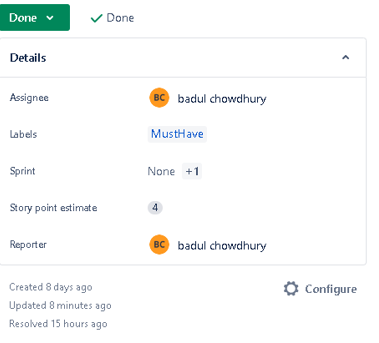 Done Done
Details
Assignee BC badul chowdhury
Labels MustHave
Sprint None +1
Story point estimate 4
Reporter BC badul chowdhury
Created 8 days ago Configure
Updated 8 minutes ago
Resolved 15 hours ago